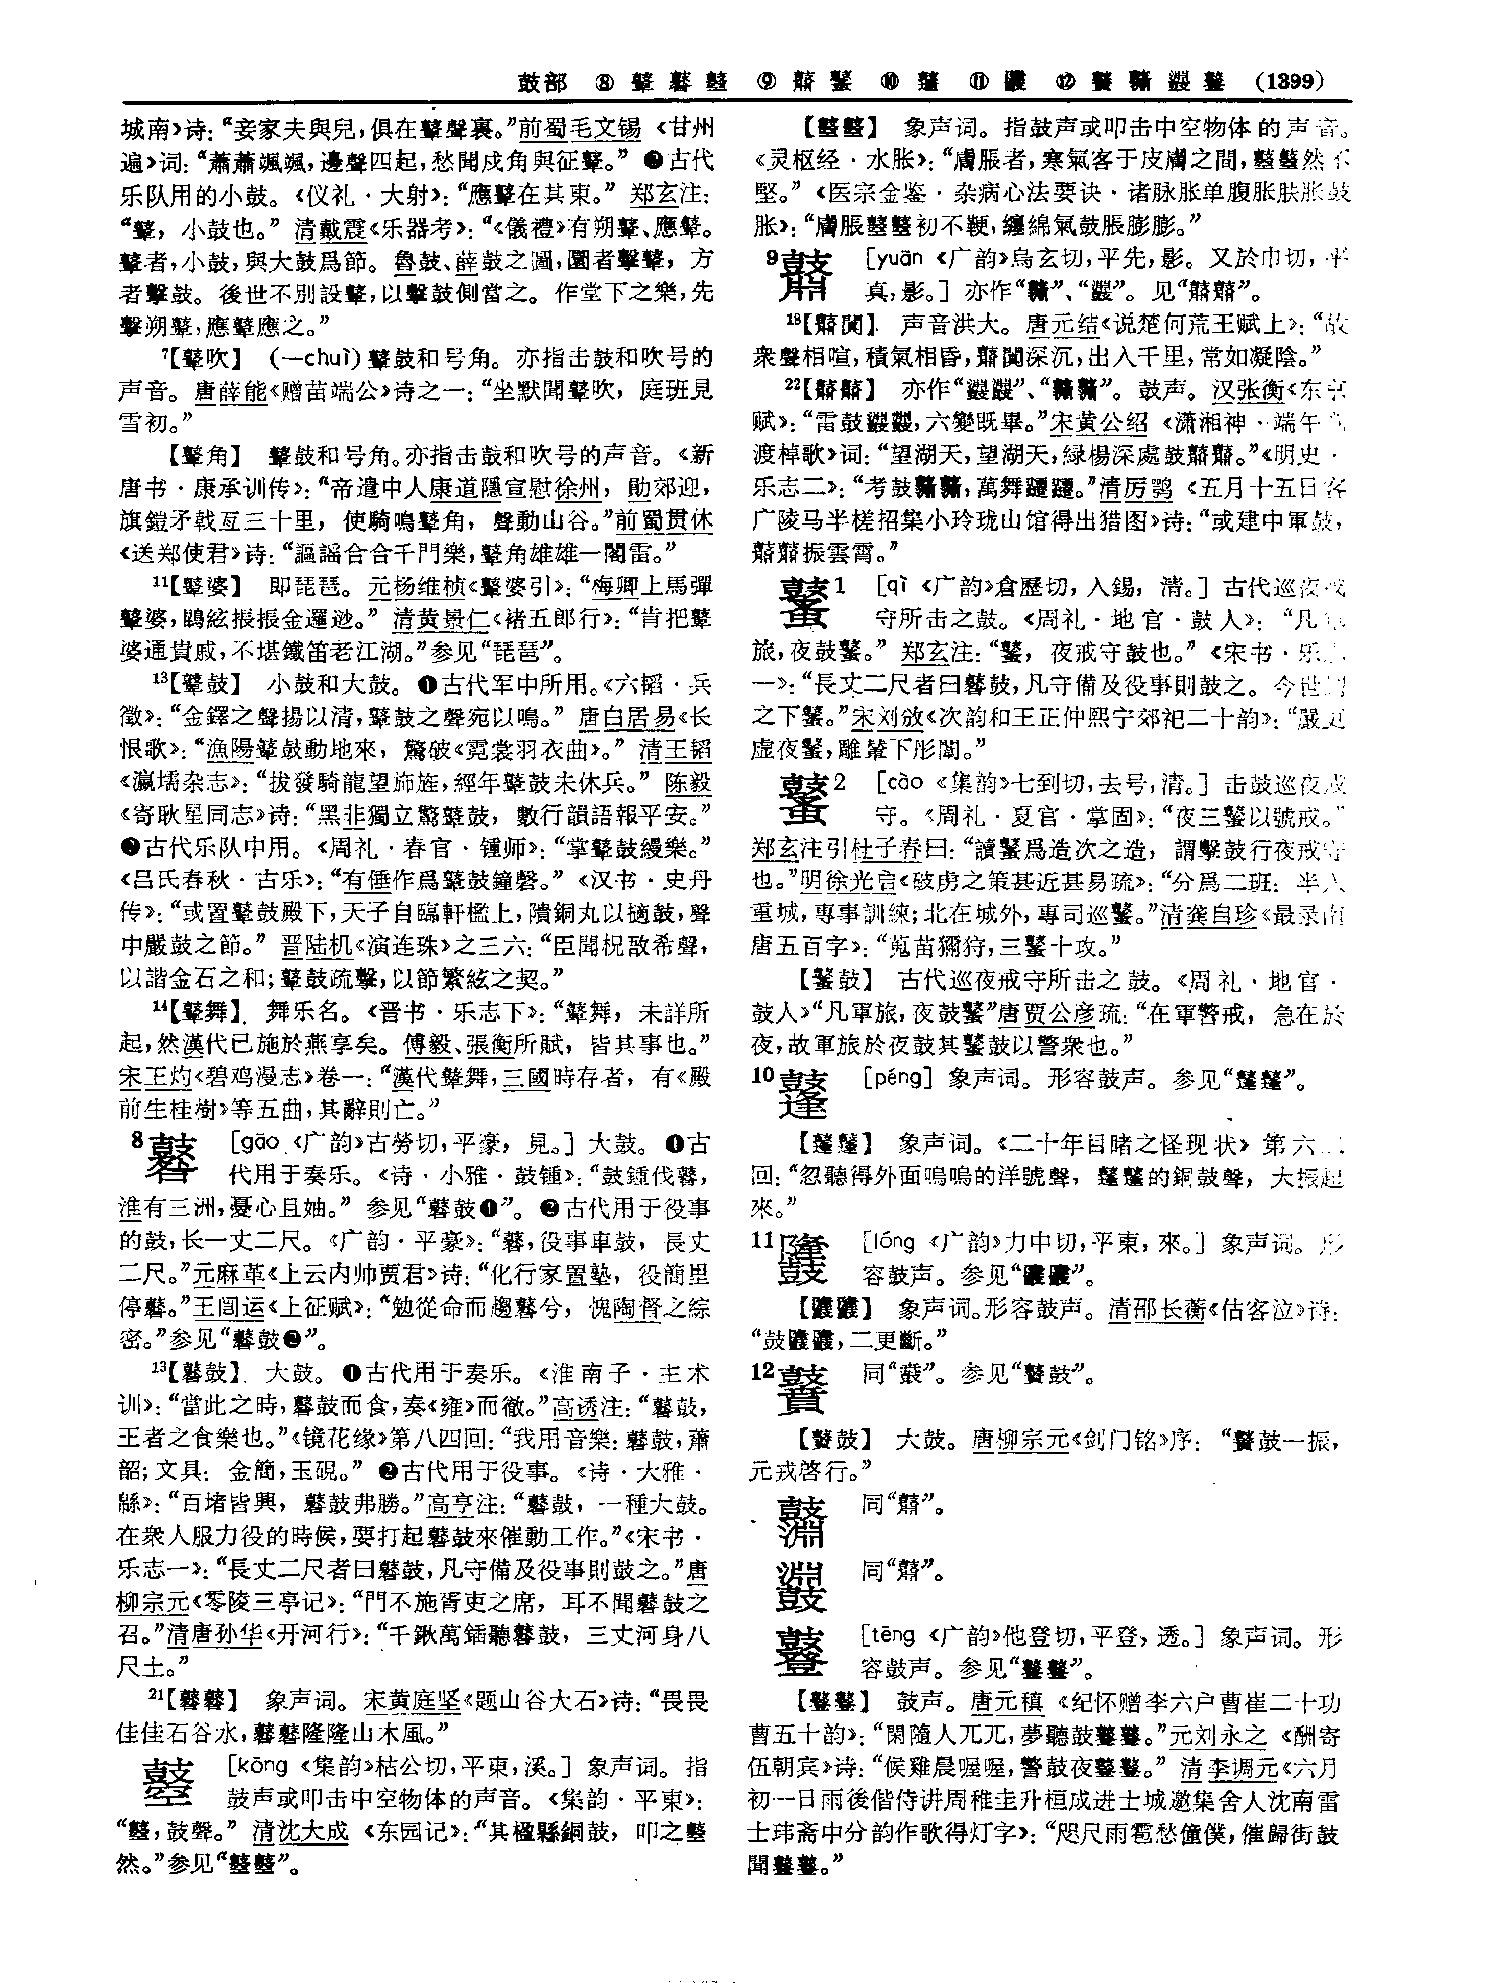 鼓部 ⑧ 鼙 鼛 鼞 ⑨ 鼘 鼜 ⑩ 鼟 ⑪ ⑫ 鼖 (1399)
城南》诗:“妾家夫與兒,俱在鼙聲裏。”前蜀毛文锡《甘州
遍》词:“蕭蕭颯颯,邊聲四起,愁聞戍角與征鼙。” ❸古代
乐队用的小鼓。《仪礼·大射》:“應鼙在其東。” 郑玄注:
“鼙,小鼓也。” 清戴震《乐器考》:“《儀禮》有朔鼙、應鼙。
鼙者,小鼓,與大鼓爲節。魯鼓、薛鼓之圖,圜者擊鼙,方
者擊鼓。後世不別設鼙,以擊鼓側當之。作堂下之樂,先
擊朔鼙,應鼙應之。”
⁷【鼙吹】 (—chuì)鼙鼓和号角。亦指击鼓和吹号的
声音。唐薛能《赠苗端公》诗之一:“坐默聞鼙吹,庭班見
雪初。”
【鼙角】 鼙鼓和号角。亦指击鼓和吹号的声音。《新
唐书·康承训传》:“帝遣中人康道隱宣慰徐州,勛郊迎,
旗鎧矛戟亙三十里,使騎鳴鼙角,聲動山谷。”前蜀贯休
《送郑使君》诗:“謳謡合合千門樂,鼙角雄雄一閣雷。”
¹¹【鼙婆】 即琵琶。元杨维桢《鼙婆引》:“梅卿上馬彈
鼙婆,鵾絃振振金邏逤。” 清黄景仁《褚五郎行》:“肯把鼙
婆通貴戚,不堪鐵笛老江湖。”参见“琵琶”。
¹³【鼙鼓】 小鼓和大鼓。❶古代军中所用。《六韬·兵
徵》:“金鐸之聲揚以清,鼙鼓之聲宛以鳴。” 唐白居易《长
恨歌》:“漁陽鼙鼓動地來,驚破《霓裳羽衣曲》。” 清王韬
《瀛壖杂志》:“拔發騎龍望旆旌,經年鼙鼓未休兵。” 陈毅
《寄耿星同志》诗:“黑非獨立驚鼙鼓,數行韻語報平安。”
❷古代乐队中用。《周礼·春官·锺师》:“掌鼙鼓縵樂。”
《吕氏春秋·古乐》:“有倕作爲鼙鼓鐘磬。” 《汉书·史丹
传》:“或置鼙鼓殿下,天子自臨軒檻上,隤銅丸以擿鼓,聲
中嚴鼓之節。” 晋陆机《演连珠》之三六:“臣聞柷敔希聲,
以諧金石之和;鼙鼓疏擊,以節繁絃之契。”
¹⁴【鼙舞】 舞乐名。《晋书·乐志下》:“鼙舞,未詳所
起,然漢代已施於燕享矣。傅毅、張衡所賦,皆其事也。”
宋王灼《碧鸡漫志》卷一:“漢代鼙舞,三國時存者,有《殿
前生桂樹》等五曲,其辭則亡。”
8 鼛 [gāo 《广韵》古勞切,平豪,見。] 大鼓。❶古
代用于奏乐。《诗·小雅·鼓锺》:“鼓鍾伐鼛,
淮有三洲,憂心且妯。” 参见“鼛鼓❶”。❷古代用于役事
的鼓,长一丈二尺。《广韵·平豪》:“鼛,役事車鼓,長丈
二尺。”元麻革《上云内帅贾君》诗:“化行家置塾,役簡里
停鼛。”王闿运《上征赋》:“勉從命而趨鼛兮,愧陶胥之綜
密。”参见“鼛鼓❷”。
¹³【鼛鼓】 大鼓。❶古代用于奏乐。《淮南子·主术
训》:“當此之時,鼛鼓而食,奏《雍》而徹。”高诱注:“鼛鼓,
王者之食樂也。”《镜花缘》第八四回:“我用音樂:鼛鼓,簫
韶;文具:金簡,玉硯。” ❷古代用于役事。《诗·大雅·
緜》:“百堵皆興,鼛鼓弗勝。”高亨注:“鼛鼓,一種大鼓。
在衆人服力役的時候,要打起鼛鼓來催動工作。”《宋书·
乐志一》:“長丈二尺者曰鼛鼓,凡守備及役事則鼓之。”唐
柳宗元《零陵三亭记》:“門不施胥吏之席,耳不聞鼛鼓之
召。”清唐孙华《开河行》:“千鍬萬鍤聽鼛鼓,三丈河身八
尺土。”
²¹【鼛鼛】 象声词。宋黄庭坚《题山谷大石》诗:“畏畏
佳佳石谷水,鼛鼛隆隆山木風。”
[kōng 《集韵》枯公切,平東,溪。] 象声词。指
鼓声或叩击中空物体的声音。《集韵·平東》:
“,鼓聲。” 清沈大成《东园记》:“其楹縣銅鼓,叩之
然。”参见“”。
【】 象声词。指鼓声或叩击中空物体的声音。
《灵枢经·水胀》:“膚脹者,寒氣客于皮膚之間,然不
堅。” 《医宗金鉴·杂病心法要诀·诸脉胀单腹胀肤胀鼓
胀》:“膚脹初不鞕,纏綿氣鼓脹膨膨。”
9 鼘 [yuān 《广韵》烏玄切,平先,影。又於巾切,平
真,影。] 亦作“”、“”。见“鼘鼘”。
¹³【鼘闐】 声音洪大。唐元结《说楚何荒王赋上》:“故
衆聲相喧,積氣相昏,鼘闐深沉,出入千里,常如凝陰。”
²²【鼘鼘】 亦作“”、“”。鼓声。汉张衡《东京
赋》:“雷鼓,六變既畢。”宋黄公绍《潇湘神·端午
渡棹歌》词:“望湖天,望湖天,緑楊深處鼓鼘鼘。”《明史·
乐志二》:“考鼓,萬舞躚躚。”清厉鹗《五月十五日客
广陵马半槎招集小玲珑山馆得出猎图》诗:“或建中軍鼓,
鼘鼘振雲霄。”
鼜1 [qì 《广韵》倉歷切,入錫,清。] 古代巡夜戒
守所击之鼓。《周礼·地官·鼓人》:“凡軍
旅,夜鼓鼜。” 郑玄注:“鼜,夜戒守鼓也。” 《宋书·乐志
一》:“長丈二尺者曰鼛鼓,凡守備及役事則鼓之。今世謂
之下鼜。”宋刘攽《次韵和王正仲熙宁郊祀二十韵》:“嚴更
虚夜鼜,雕輦下彤闈。”
鼜2 [cào 《集韵》七到切,去号,清。] 击鼓巡夜戒
守。《周礼·夏官·掌固》:“夜三鼜以號戒。”
郑玄注引杜子春曰:“讀鼜爲造次之造,謂擊鼓行夜戒守
也。”明徐光启《破虏之策甚近甚易疏》:“分爲二班:半入
重城,專事訓練;北在城外,專司巡鼜。”清龚自珍《最录南
唐五百字》:“蒐苗獮狩,三鼜十攻。”
【鼜鼓】 古代巡夜戒守所击之鼓。《周礼·地官·
鼓人》“凡軍旅,夜鼓鼜”唐贾公彦疏:“在軍警戒,急在於
夜,故軍旅於夜鼓其鼜鼓以警衆也。”
10 [péng] 象声词。形容鼓声。参见“”。
【】 象声词。《二十年目睹之怪现状》第六
回:“忽聽得外面嗚嗚的洋號聲,的銅鼓聲,大振起
來。”
11 [lóng 《广韵》力中切,平東,來。] 象声词。形
容鼓声。参见“”。
【】 象声词。形容鼓声。清邵长蘅《估客泣》诗:
“鼓,二更斷。”
12 同“鼖”。参见“鼓”。
【鼓】 大鼓。唐柳宗元《剑门铭》序:“鼓一振,
元戎啓行。”
同“鼘”。
同“鼘”。
鼟 [tēng 《广韵》他登切,平登,透。] 象声词。形
容鼓声。参见“鼟鼟”。
【鼟鼟】 鼓声。唐元稹《纪怀赠李六户曹崔二十功
曹五十韵》:“閑隨人兀兀,夢聽鼓鼟鼟。”元刘永之《酬寄
伍朝宾》诗:“候雞晨喔喔,警鼓夜鼟鼟。” 清李调元《六月
初一日雨後偕侍讲周稚圭升桓成进士城邀集舍人沈南雷
士玮斋中分韵作歌得灯字》:“咫尺雨雹愁僮僕,催歸街鼓
聞鼟鼟。”